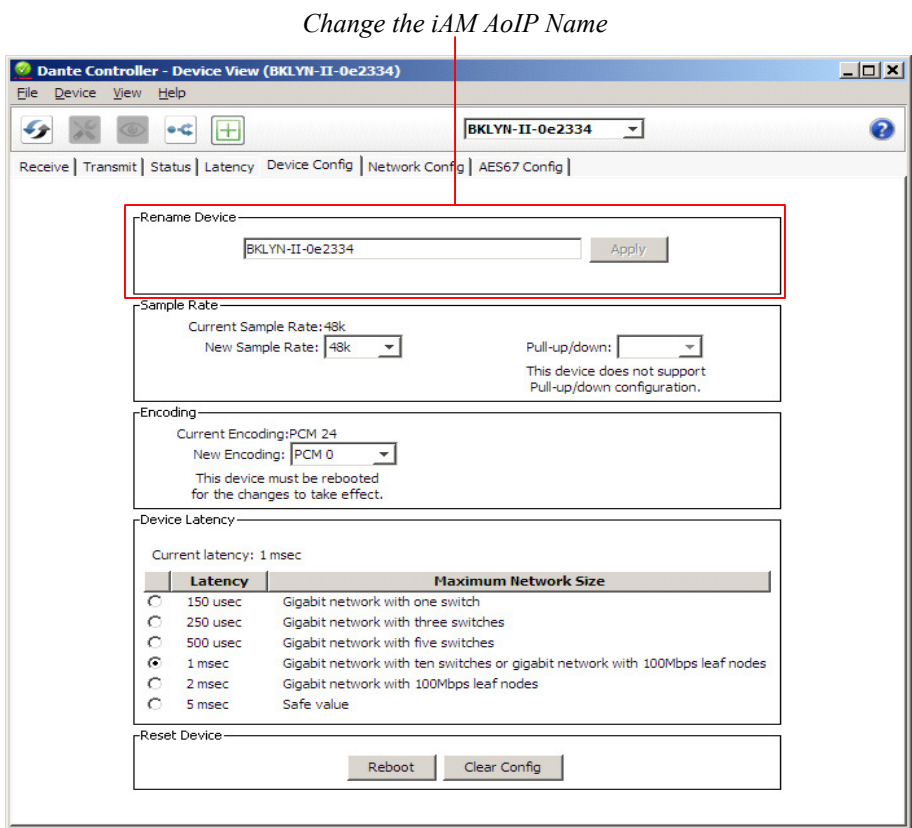 Change the iAM AoIP Name
Dante Controller - Device View (BKLYN-II-0e2334)
File Device View Help
BKLYN-II-0e2334
?
Receive Transmit Status Latency Device Config Network Config AES67 Config
Rename Device
BKLYN-II-0e2334 Apply
Sample Rate
Current Sample Rate:48k
New Sample Rate: 48k Pull-up/down:
This device does not support
Pull-up/down configuration.
Encoding
Current Encoding:PCM 24
New Encoding: PCM 0
This device must be rebooted
for the changes to take effect.
Device Latency
Current latency: 1 msec
Latency Maximum Network Size
150 usec Gigabit network with one switch
250 usec Gigabit network with three switches
500 usec Gigabit network with five switches
1 msec Gigabit network with ten switches or gigabit network with 100Mbps leaf nodes
2 msec Gigabit network with 100Mbps leaf nodes
5 msec Safe value
Reset Device
Reboot Clear Config